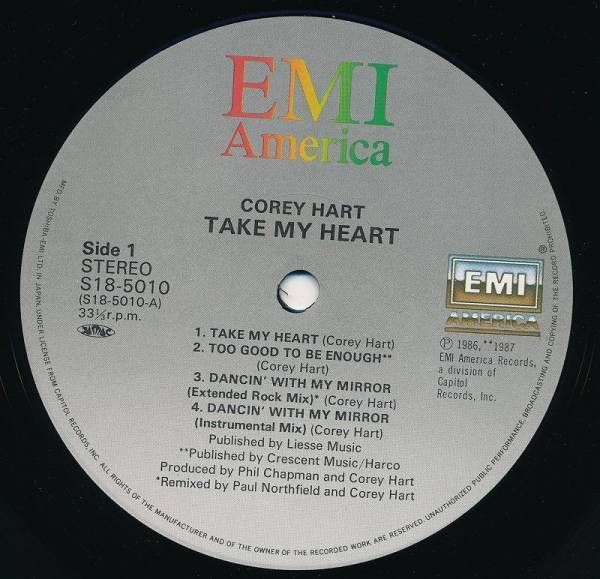 EMI
America
COREY HART
TAKE MY HEART
Side 1
STEREO
S18-5010
(S18-5010-A)
33⅓r.p.m.
EMI
AMERICA
Ⓟ 1986, **1987
EMI America Records,
a division of
Capitol
Records, Inc.
1. TAKE MY HEART (Corey Hart)
2. TOO GOOD TO BE ENOUGH**
(Corey Hart)
3. DANCIN' WITH MY MIRROR
(Extended Rock Mix)* (Corey Hart)
4. DANCIN' WITH MY MIRROR
(Instrumental Mix) (Corey Hart)
Published by Liesse Music
**Published by Crescent Music/Harco
Produced by Phil Chapman and Corey Hart
*Remixed by Paul Northfield and Corey Hart
MFG. BY TOSHIBA-EMI LTD. IN JAPAN, UNDER LICENSE FROM CAPITOL RECORDS, INC. ALL RIGHTS OF THE MANUFACTURER AND OF THE OWNER OF THE RECORDED WORK ARE RESERVED. UNAUTHORIZED PUBLIC PERFORMANCE, BROADCASTING AND COPYING OF THE RECORD PROHIBITED.
®